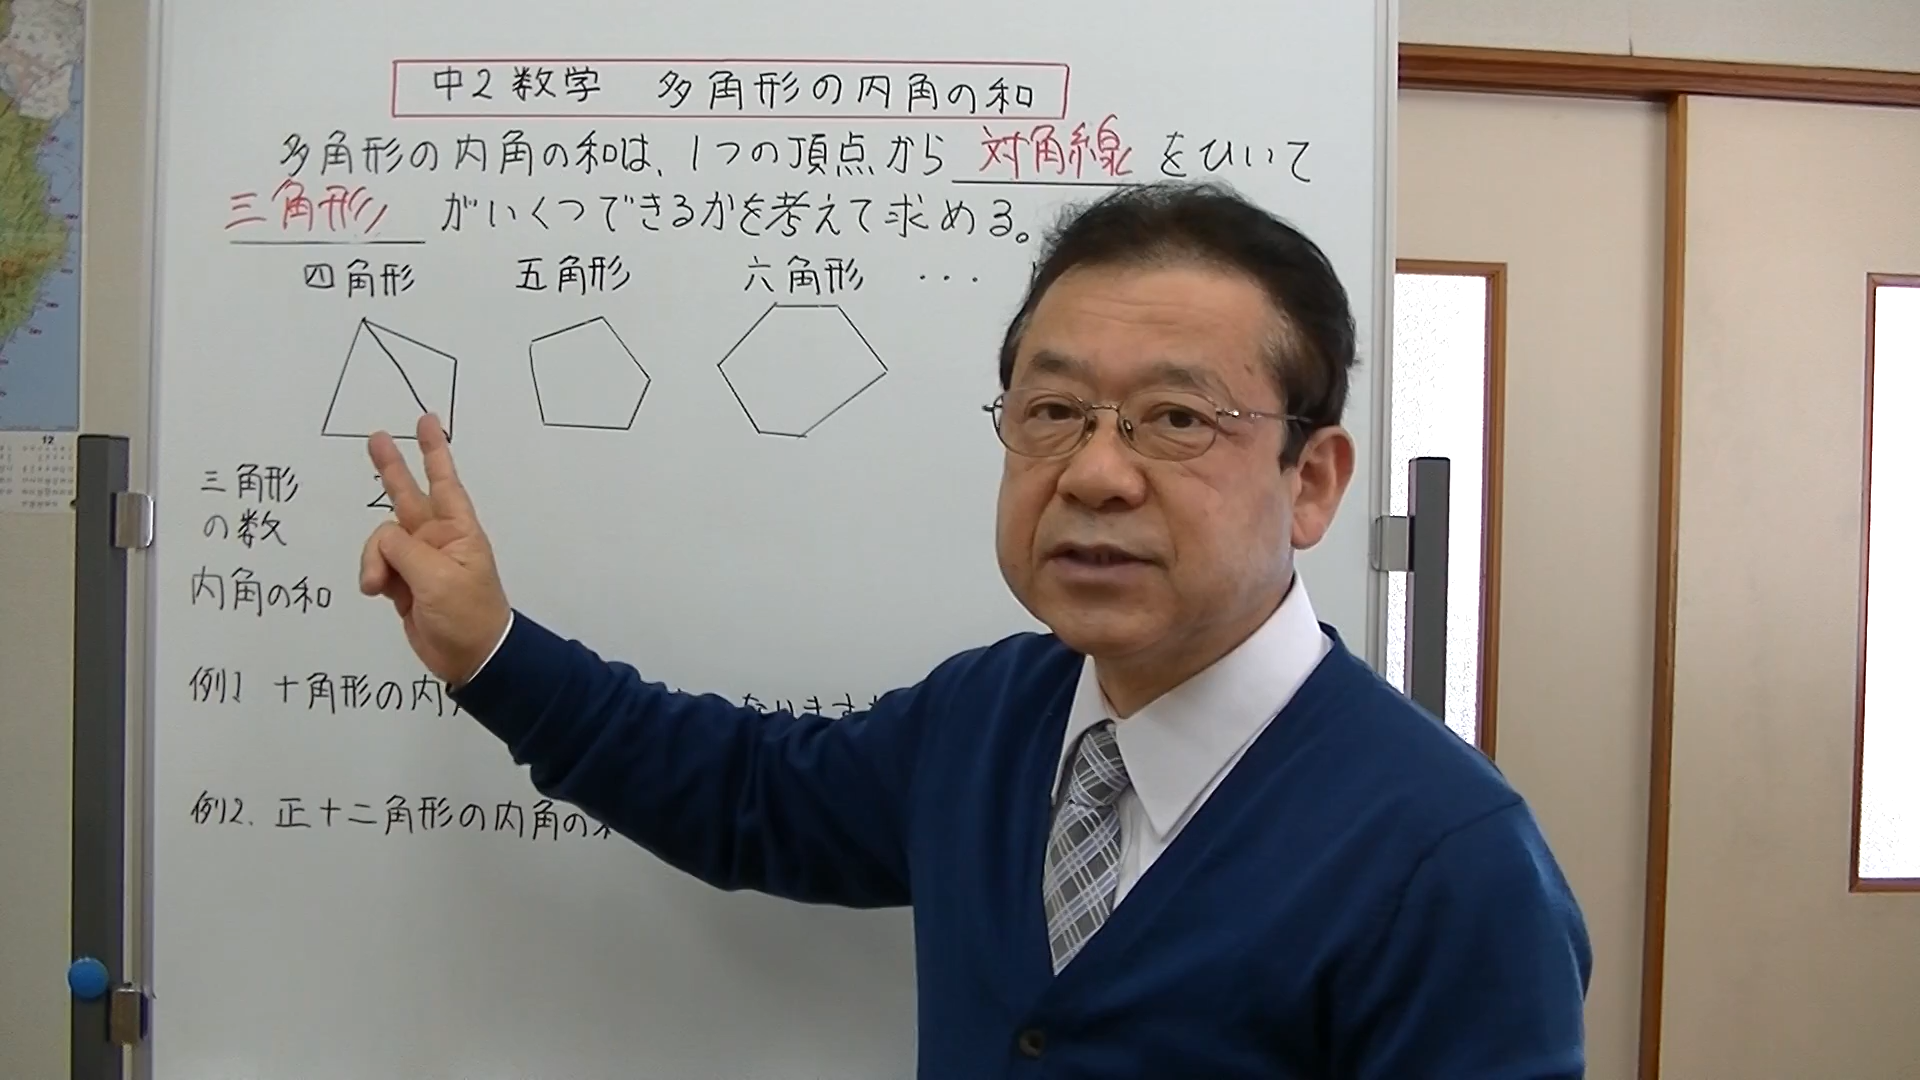 中2数学 多角形の内角の和
多角形の内角の和は、1つの頂点から 対角線 をひいて
三角形 がいくつできるかを考えて求める。
四角形 五角形 六角形 ・・・
三角形
の数 2
内角の和
例1 十角形の内 なります
例2. 正十二角形の内角の
12